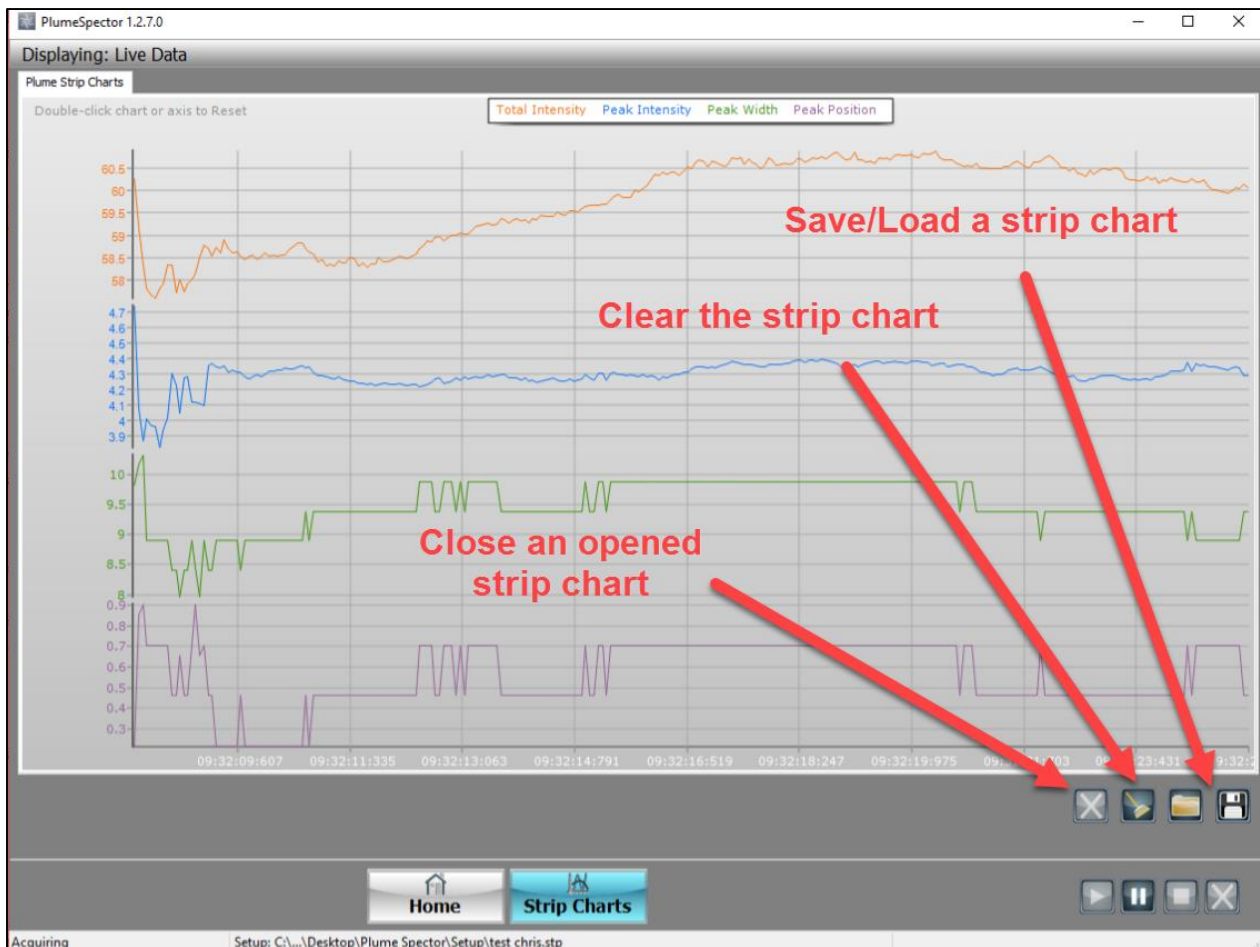 PlumeSpector 1.2.7.0
Displaying: Live Data
Plume Strip Charts
Double-click chart or axis to Reset
Total Intensity Peak Intensity Peak Width Peak Position
60.5
60
59.5
59
58.5
58
Save/Load a strip chart
Clear the strip chart
4.7
4.6
4.5
4.4
4.3
4.2
4.1
4
3.9
10
9.5
9
8.5
8
Close an opened
strip chart
0.9
0.8
0.7
0.6
0.5
0.4
0.3
09:32:09:607 09:32:11:335 09:32:13:063 09:32:14:791 09:32:16:519 09:32:18:247 09:32:19:975
Home
Strip Charts
Acquiring
Setup: C:\...\Desktop\Plume Spector\Setup\test chris.stp